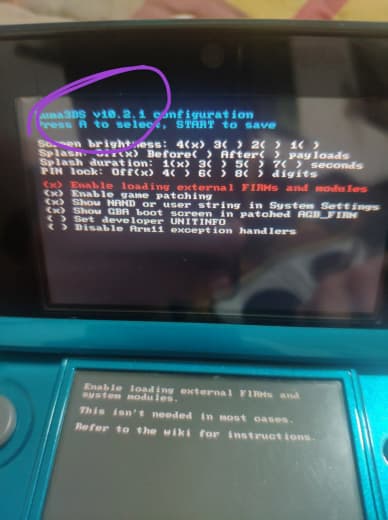 Luma3DS v10.2.1 configuration
Press A to select, START to save
Screen brightness: 4(x) 3( ) 2( ) 1( )
Splash: Off(x) Before( ) After( ) payloads
Splash duration: 1(x) 3( ) 5( ) 7( ) seconds
PIN lock: Off(x) 4( ) 6( ) 8( ) digits
(x) Enable loading external FIRMs and modules
(x) Enable game patching
(x) Show NAND or user string in System Settings
(x) Show GBA boot screen in patched AGB_FIRM
( ) Set developer UNITINFO
( ) Disable Arm11 exception handlers
Enable loading external FIRMs and
system modules.
This isn't needed in most cases.
Refer to the wiki for instructions.